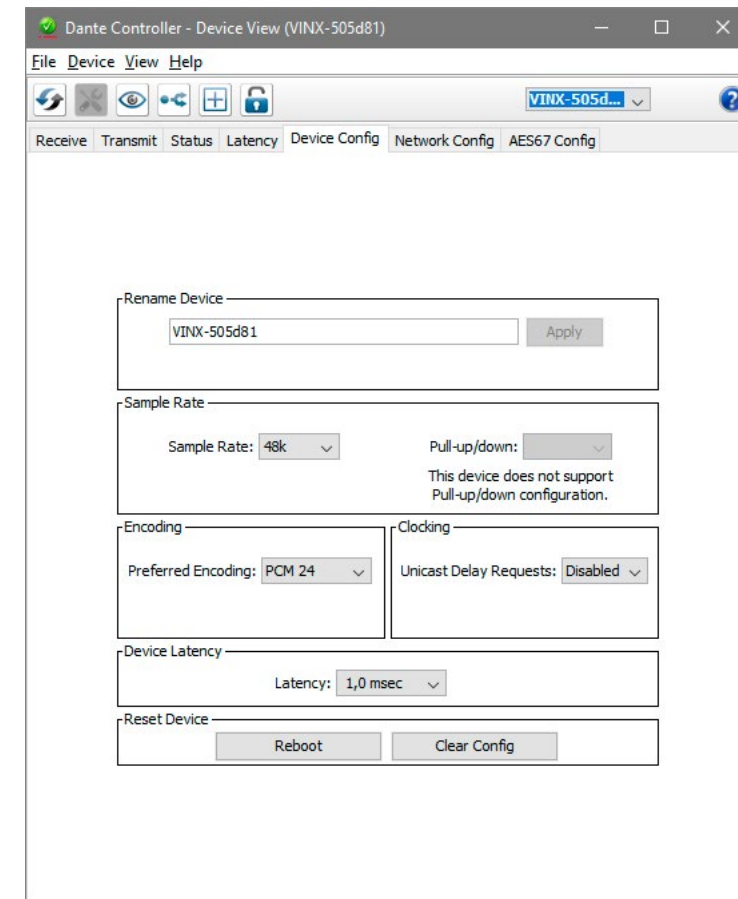 Dante Controller - Device View (VINX-505d81)
File Device View Help
VINX-505d...
?
Receive Transmit Status Latency Device Config Network Config AES67 Config
Rename Device
VINX-505d81 Apply
Sample Rate
Sample Rate: 48k Pull-up/down:
This device does not support
Pull-up/down configuration.
Encoding Clocking
Preferred Encoding: PCM 24 Unicast Delay Requests: Disabled
Device Latency
Latency: 1,0 msec
Reset Device
Reboot Clear Config